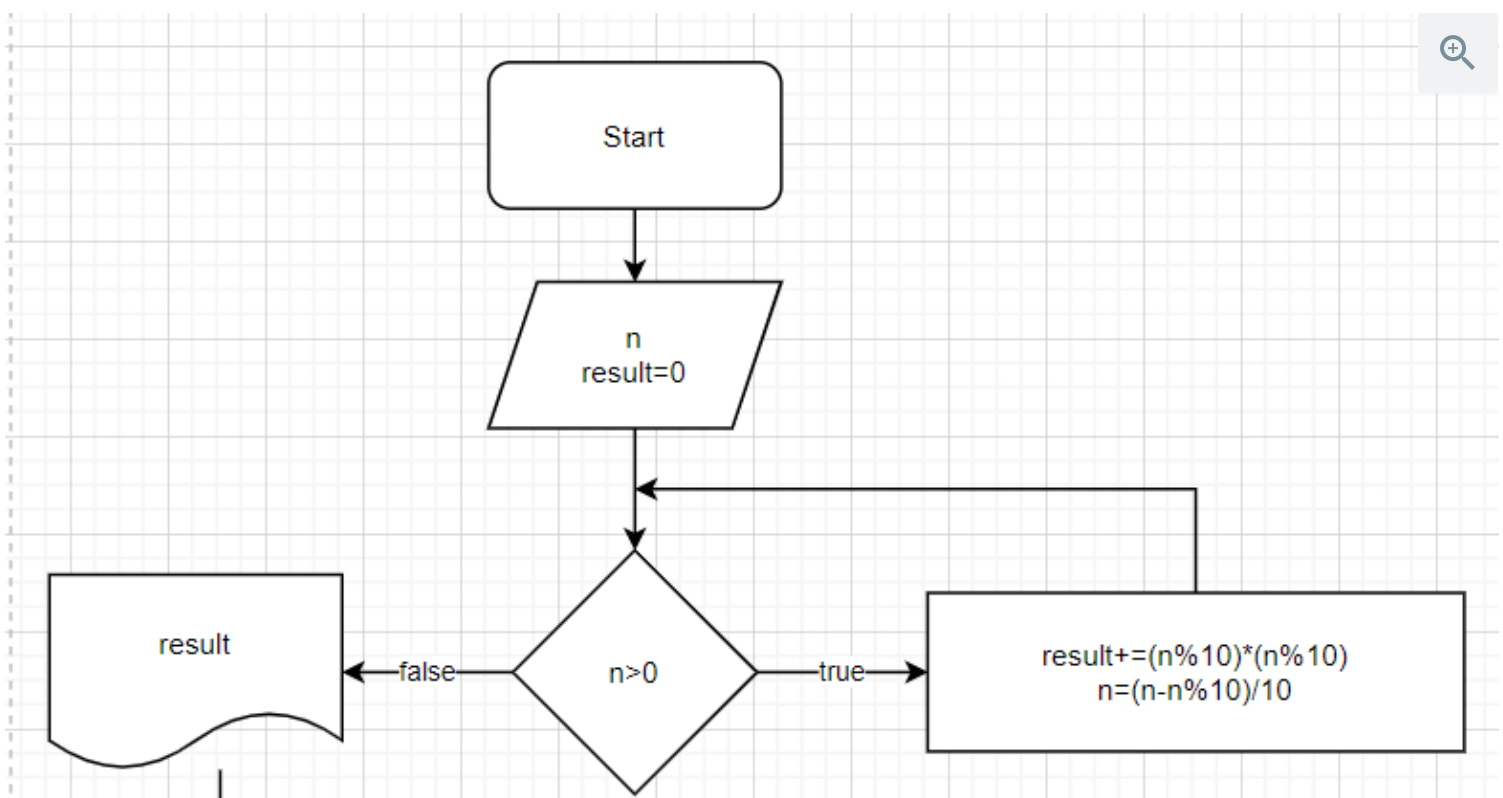 Start
n
result=0
result
false
n>0
true
result+=(n%10)*(n%10)
n=(n-n%10)/10